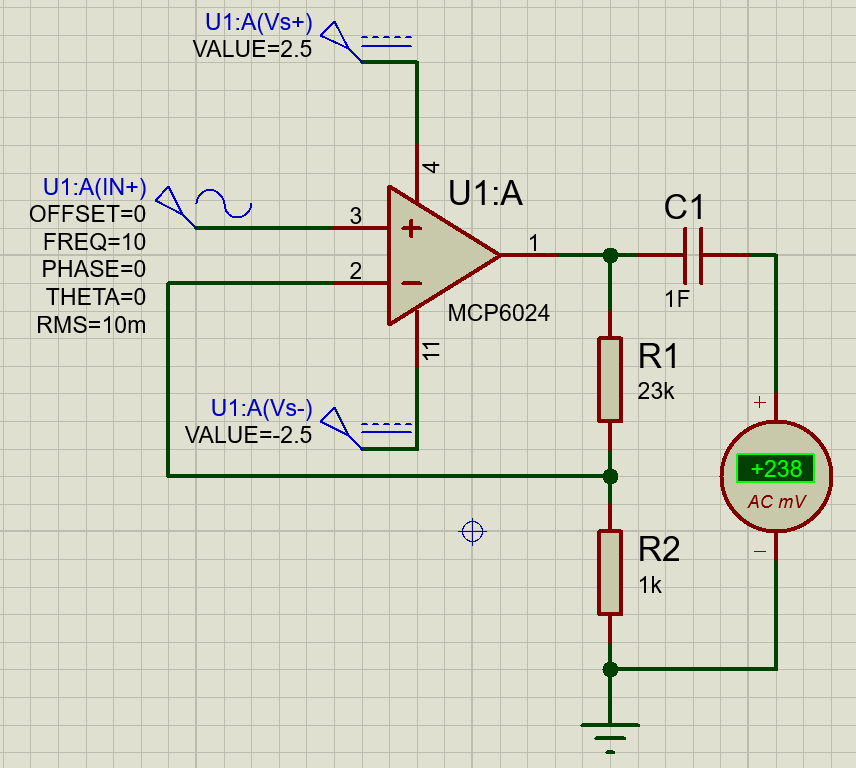 U1:A(Vs+)
VALUE=2.5
4
U1:A(IN+)
OFFSET=0
FREQ=10
PHASE=0
THETA=0
RMS=10m
3
2
+
−
U1:A
1
MCP6024
11
C1
1F
U1:A(Vs-)
VALUE=-2.5
R1
23k
+
+238
AC mV
−
R2
1k